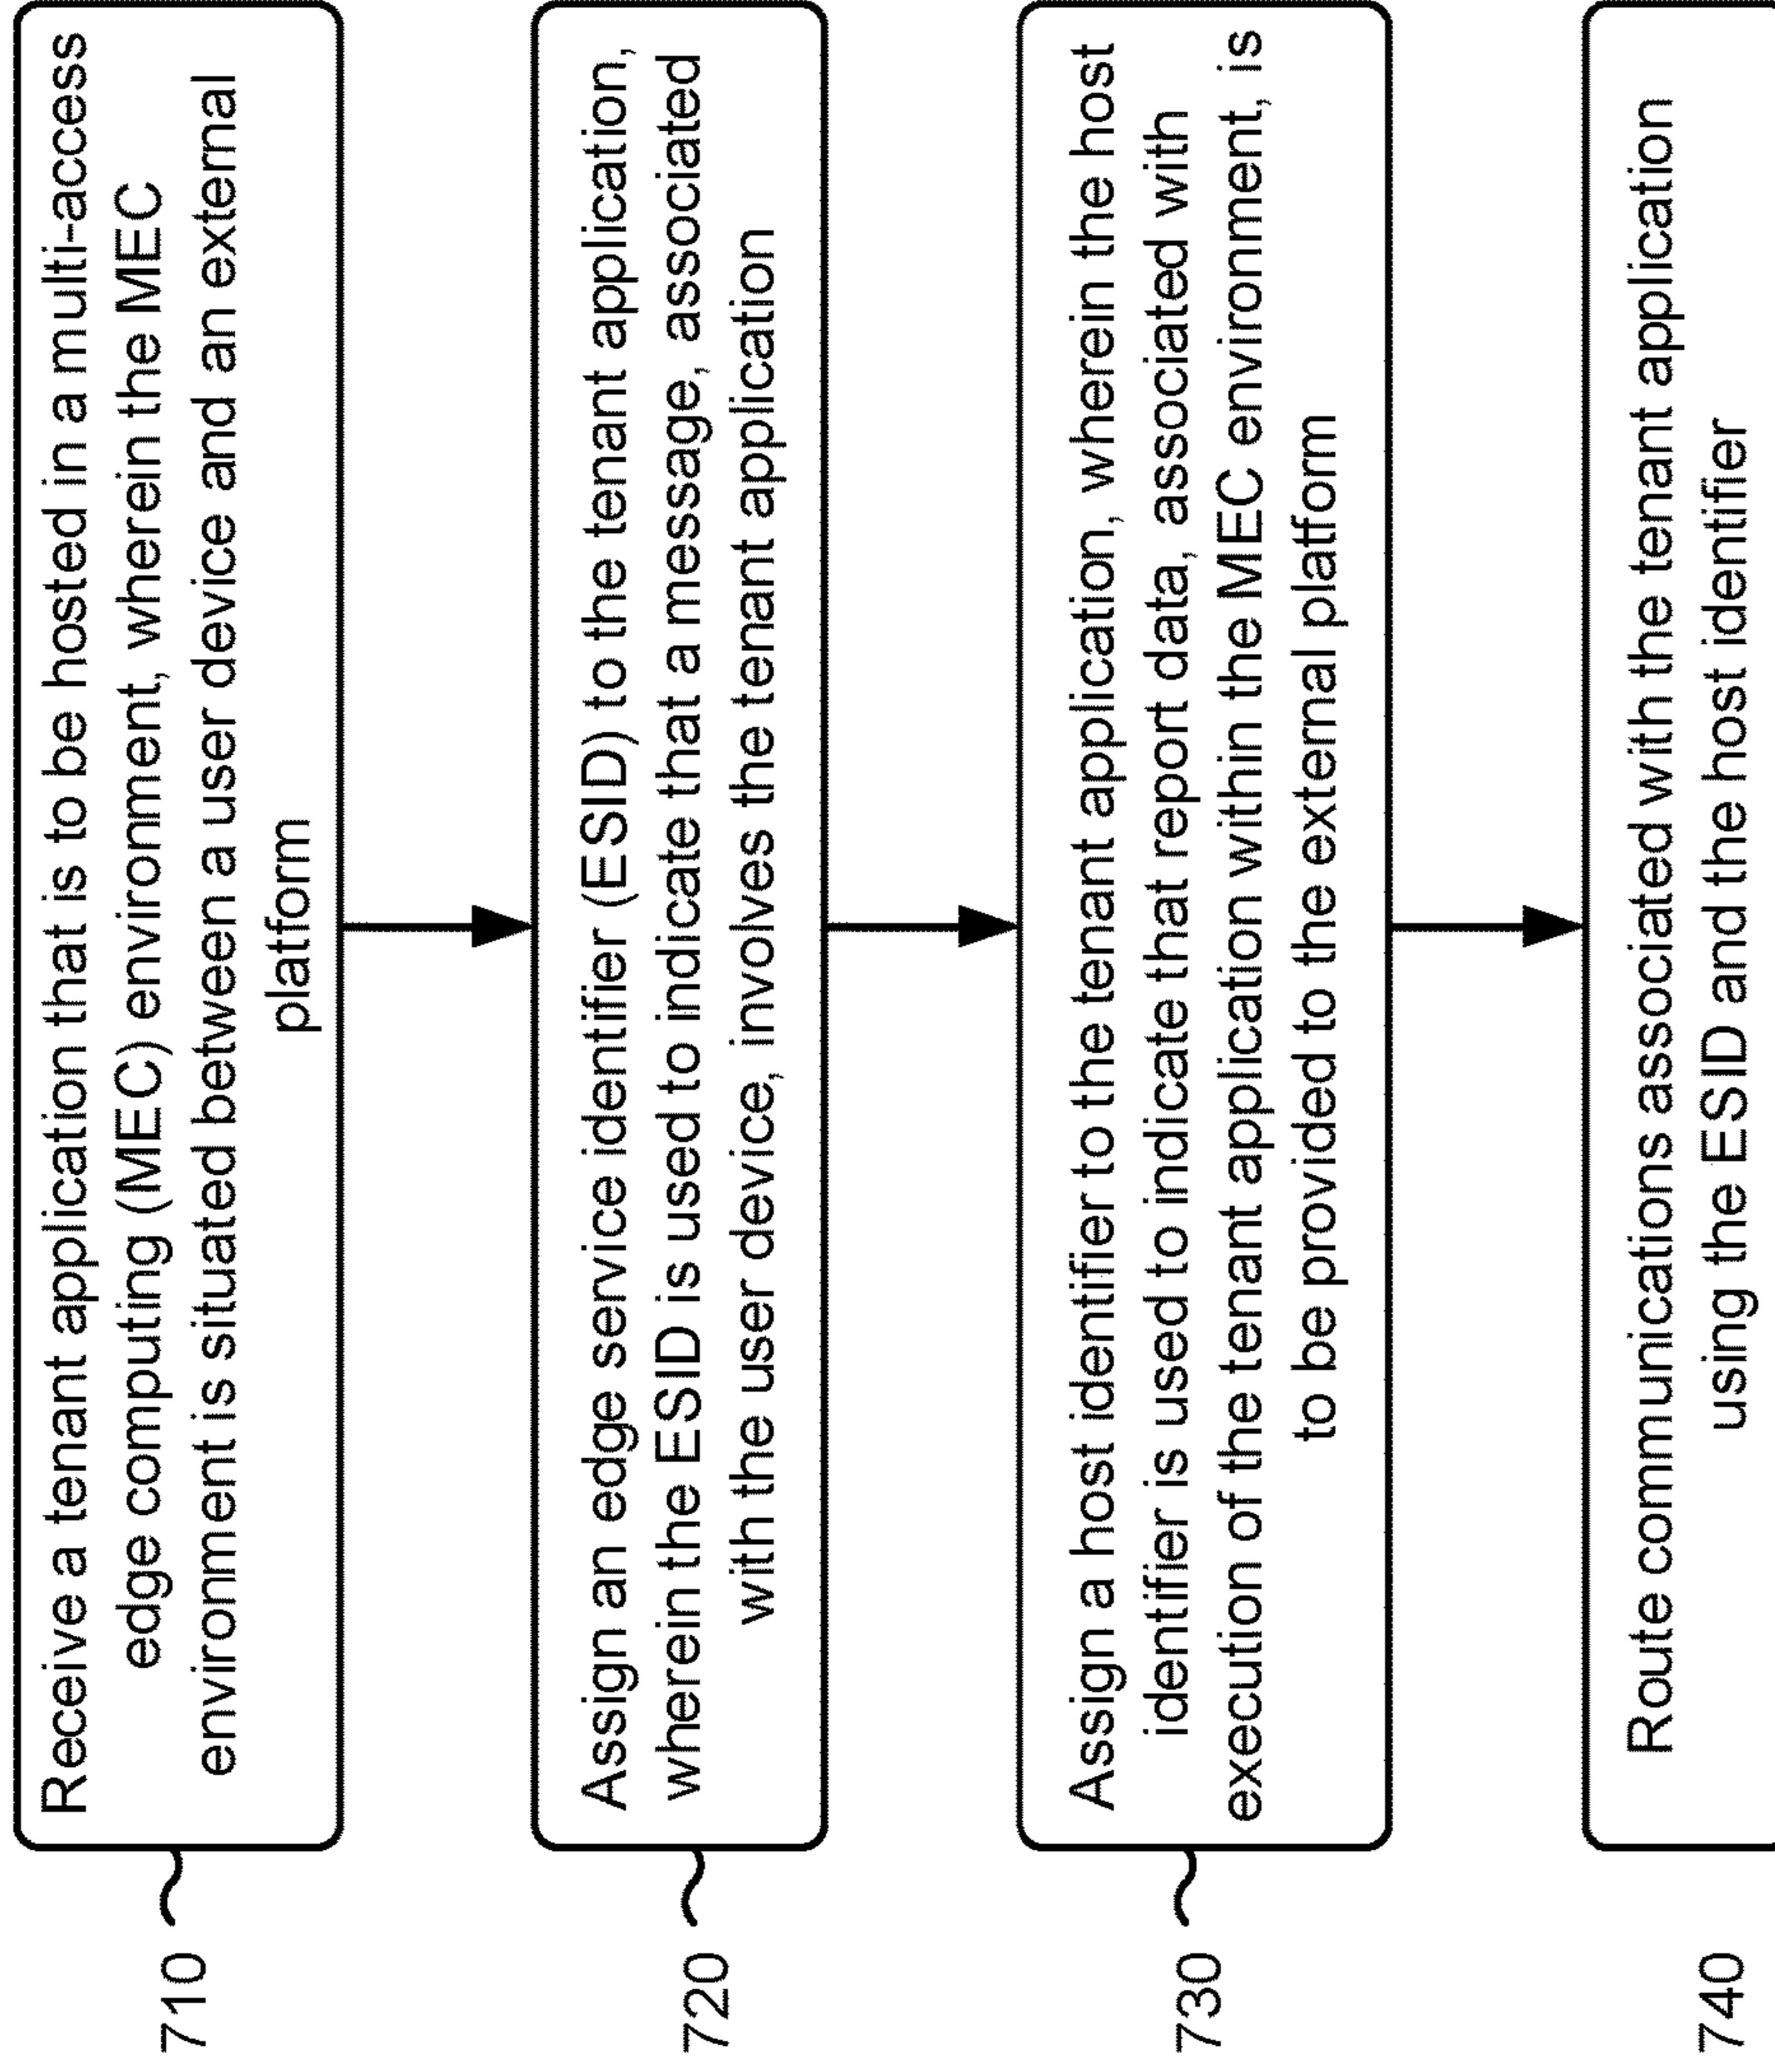 710
Receive a tenant application that is to be hosted in a multi-access
edge computing (MEC) environment, wherein the MEC
environment is situated between a user device and an external
platform
720
Assign an edge service identifier (ESID) to the tenant application,
wherein the ESID is used to indicate that a message, associated
with the user device, involves the tenant application
730
Assign a host identifier to the tenant application, wherein the host
identifier is used to indicate that report data, associated with
execution of the tenant application within the MEC environment, is
to be provided to the external platform
740
Route communications associated with the tenant application
using the ESID and the host identifier